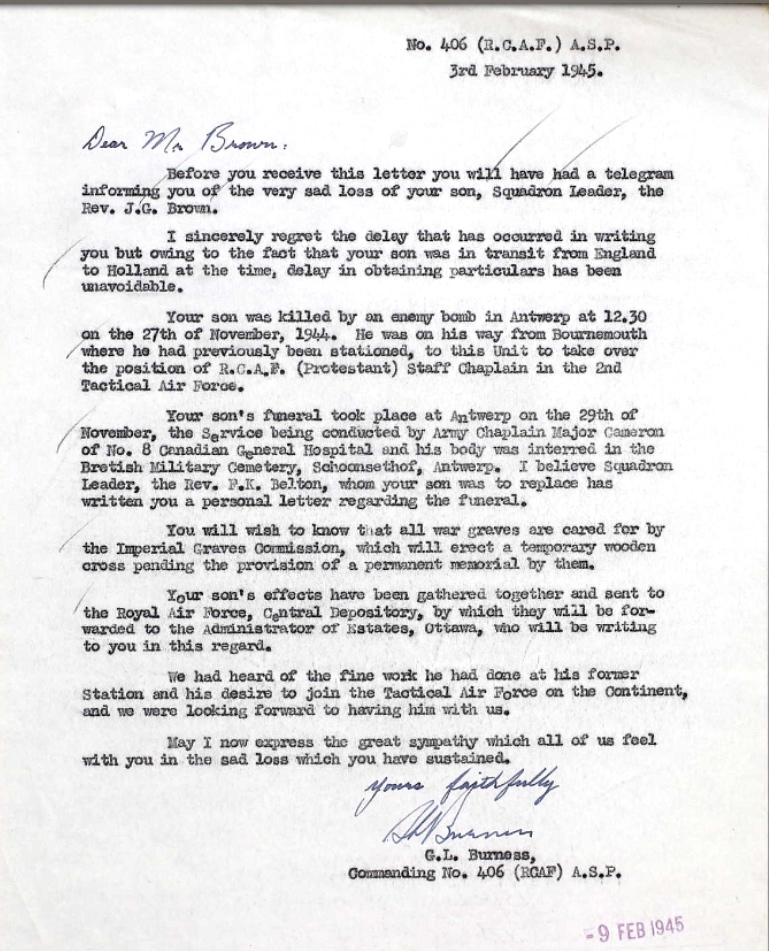 No. 406 (R.C.A.F.) A.S.P.
3rd February 1945.
Dear Mr Brown:
Before you receive this letter you will have had a telegram
informing you of the very sad loss of your son, Squadron Leader, the
Rev. J.G. Brown.
I sincerely regret the delay that has occurred in writing
you but owing to the fact that your son was in transit from England
to Holland at the time, delay in obtaining particulars has been
unavoidable.
Your son was killed by an enemy bomb in Antwerp at 12.30
on the 27th of November, 1944. He was on his way from Bournemouth
where he had previously been stationed, to this Unit to take over
the position of R.C.A.F. (Protestant) Staff Chaplain in the 2nd
Tactical Air Force.
Your son's funeral took place at Antwerp on the 29th of
November, the Service being conducted by Army Chaplain Major Cameron
of No. 8 Canadian General Hospital and his body was interred in the
Bretish Military Cemetery, Schoonsethof, Antwerp. I believe Squadron
Leader, the Rev. F.K. Belton, whom your son was to replace has
written you a personal letter regarding the funeral.
You will wish to know that all war graves are cared for by
the Imperial Graves Commission, which will erect a temporary wooden
cross pending the provision of a permanent memorial by them.
Your son's effects have been gathered together and sent to
the Royal Air Force, Central Depository, by which they will be for-
warded to the Administrator of Estates, Ottawa, who will be writing
to you in this regard.
We had heard of the fine work he had done at his former
Station and his desire to join the Tactical Air Force on the Continent,
and we were looking forward to having him with us.
May I now express the great sympathy which all of us feel
with you in the sad loss which you have sustained.
Yours faithfully
GLBurness
G.L. Burness,
Commanding No. 406 (RCAF) A.S.P.
-9 FEB 1945